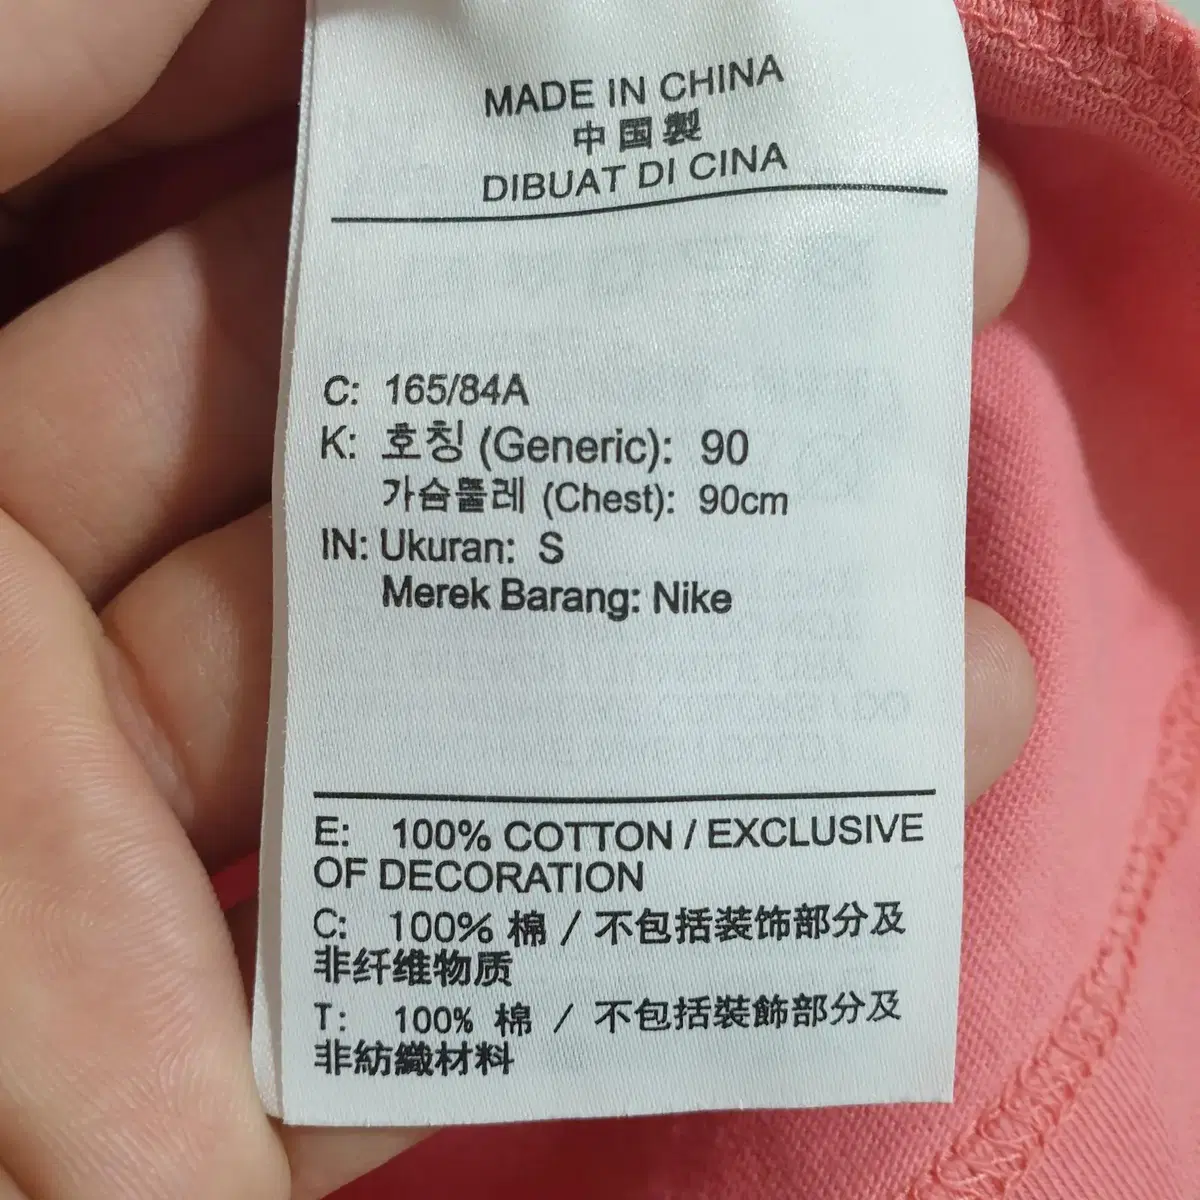 MADE IN CHINA
中国製
DIBUAT DI CINA
C: 165/84A
K: 호칭 (Generic): 90
가슴둘레 (Chest): 90cm
IN: Ukuran: S
Merek Barang: Nike
E: 100% COTTON / EXCLUSIVE
OF DECORATION
C: 100% 棉 / 不包括装饰部分及
非纤维物质
T: 100% 棉 / 不包括裝飾部分及
非紡織材料